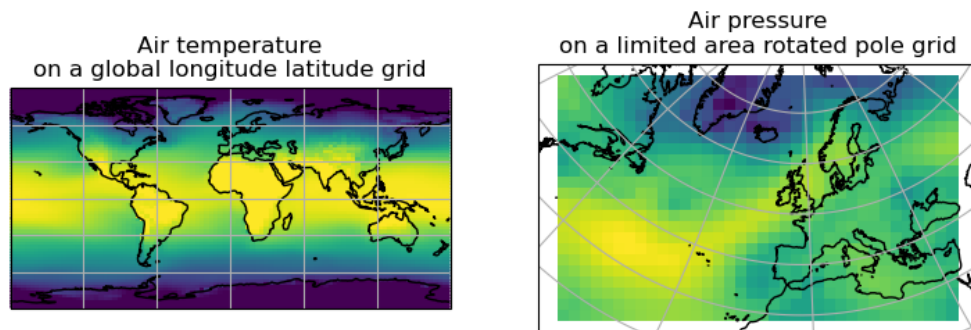 Air temperature
on a global longitude latitude grid
Air pressure
on a limited area rotated pole grid